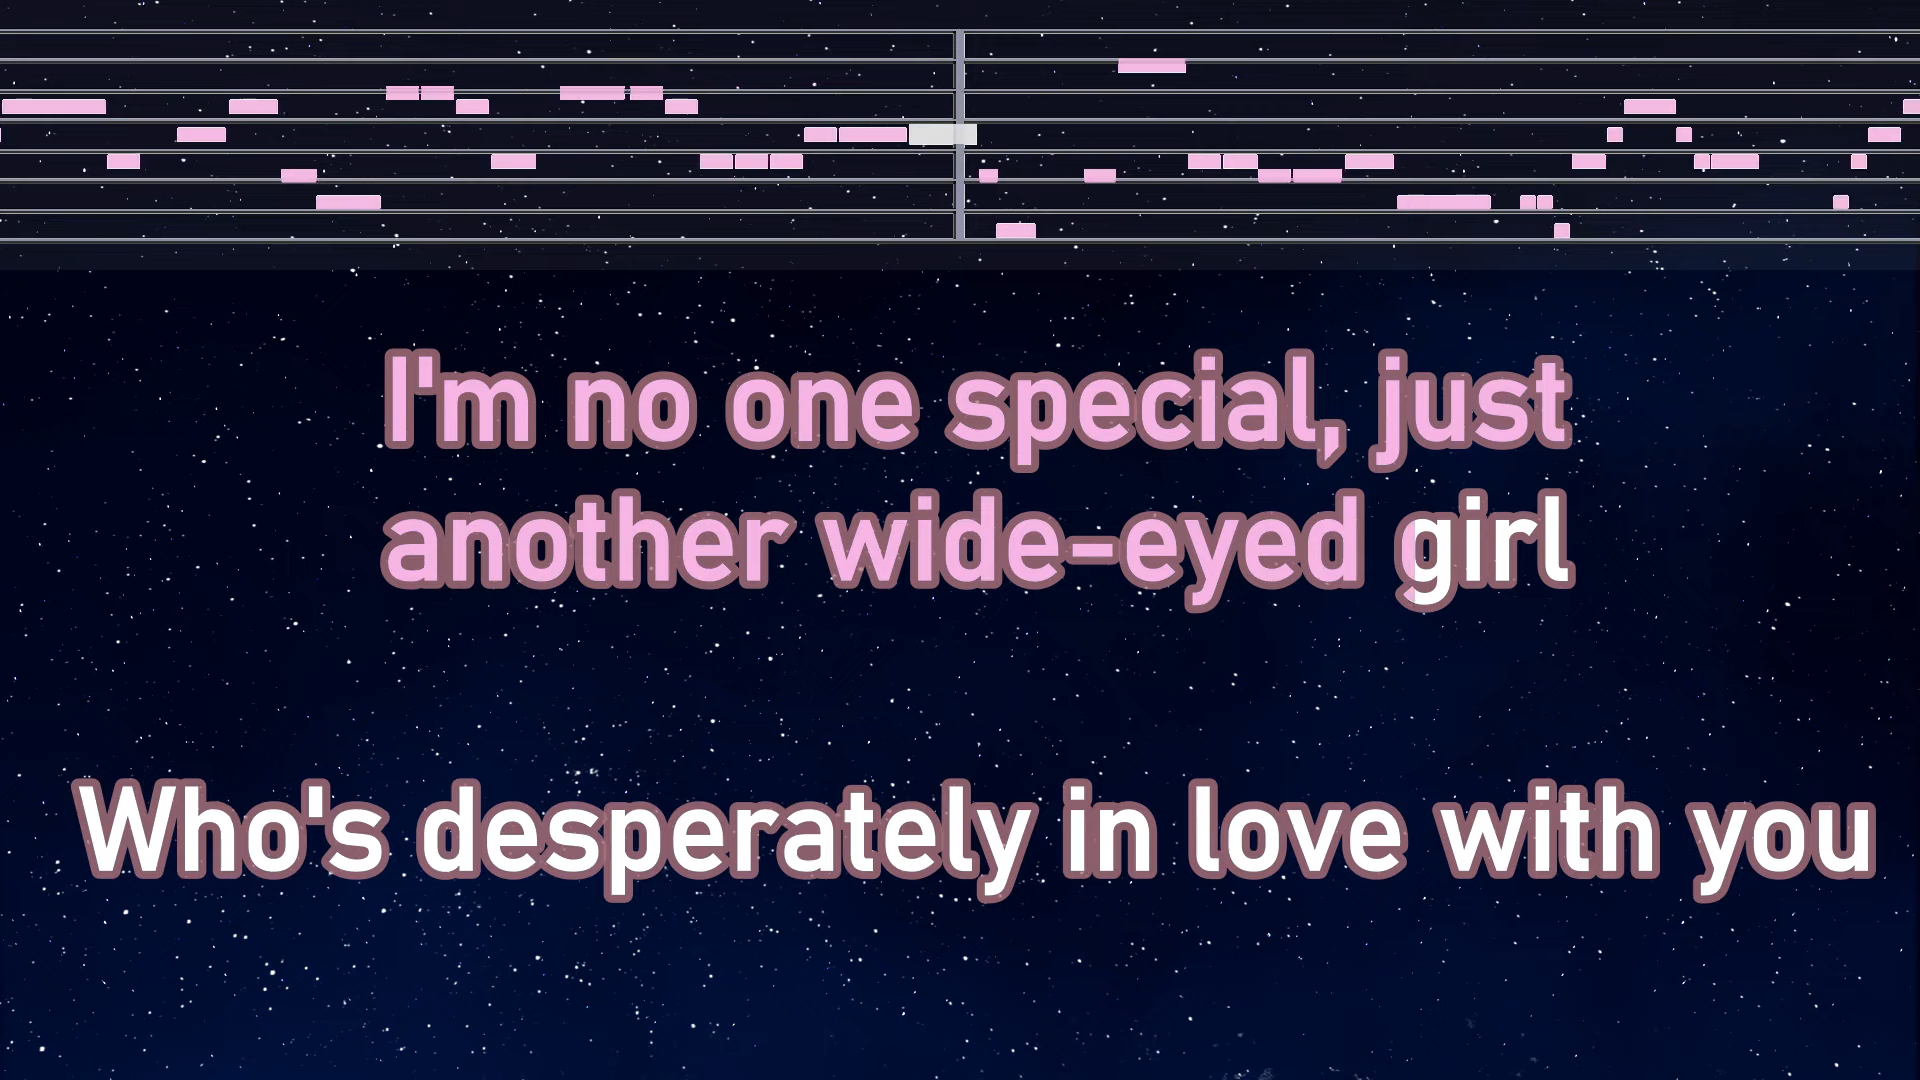 I'm no one special, just
another wide-eyed girl
Who's desperately in love with you